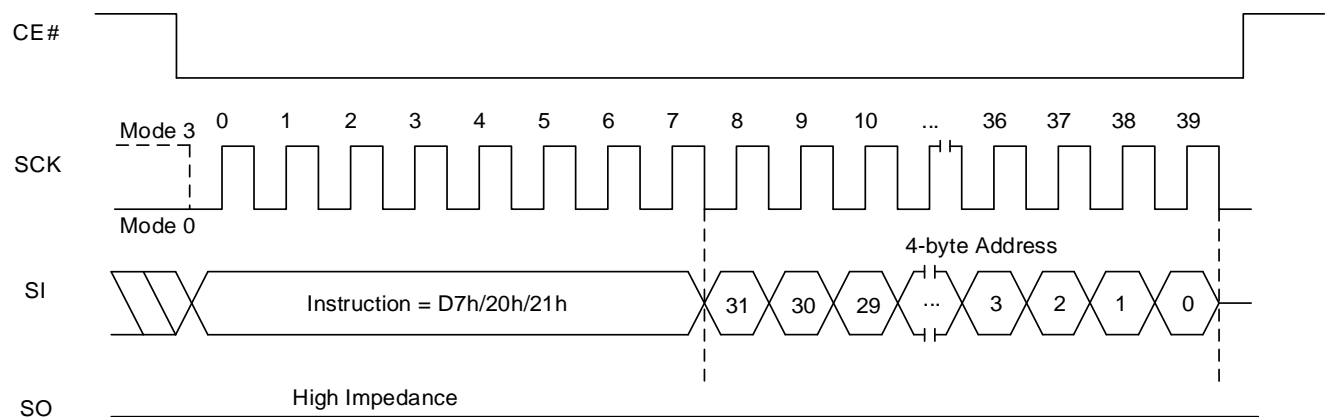 CE#
Mode 3
0 1 2 3 4 5 6 7 8 9 10 ... 36 37 38 39
SCK
Mode 0
4-byte Address
SI
Instruction = D7h/20h/21h
31 30 29 ... 3 2 1 0
High Impedance
SO